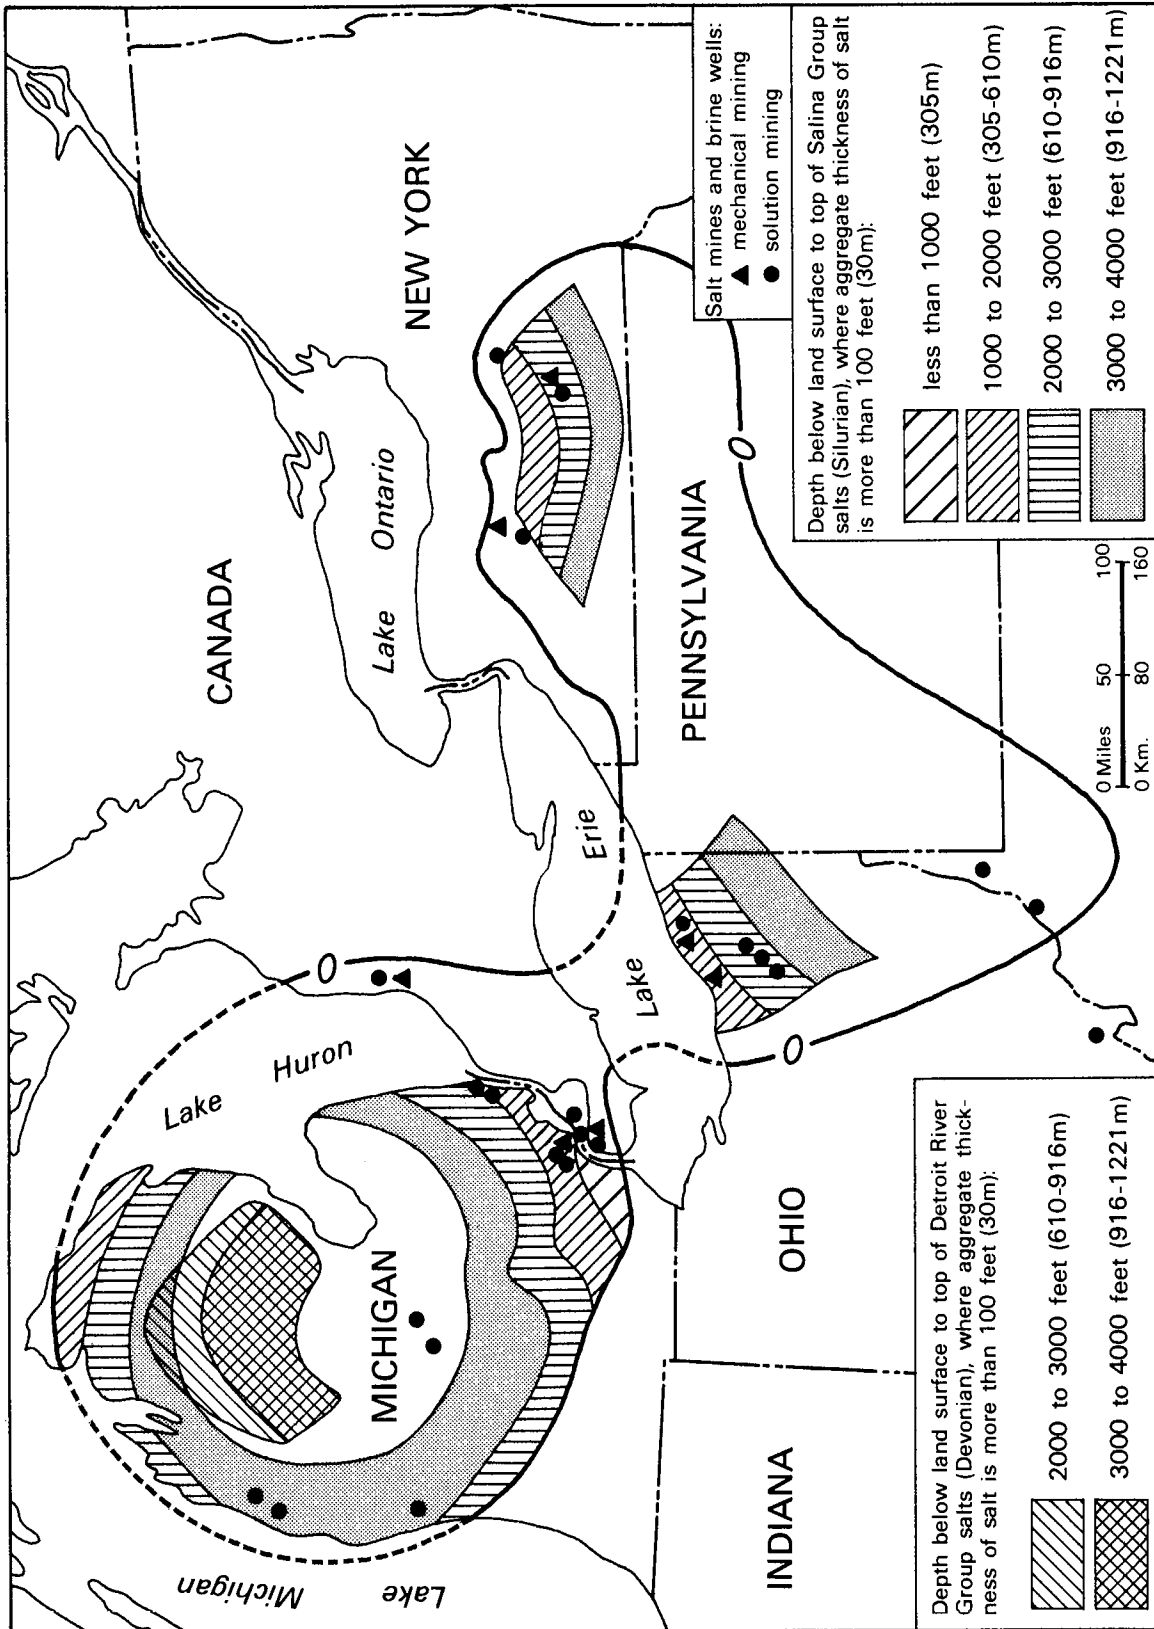 CANADA
NEW YORK
Lake Ontario
Lake Erie
Lake Huron
Lake Michigan
MICHIGAN
PENNSYLVANIA
OHIO
INDIANA
0
0
0
Salt mines and brine wells:
mechanical mining
solution mining
Depth below land surface to top of Salina Group
salts (Silurian), where aggregate thickness of salt
is more than 100 feet (30m):
less than 1000 feet (305m)
1000 to 2000 feet (305-610m)
2000 to 3000 feet (610-916m)
3000 to 4000 feet (916-1221m)
0 Miles 50 100
0 Km. 80 160
Depth below land surface to top of Detroit River
Group salts (Devonian), where aggregate thick-
ness of salt is more than 100 feet (30m):
2000 to 3000 feet (610-916m)
3000 to 4000 feet (916-1221m)